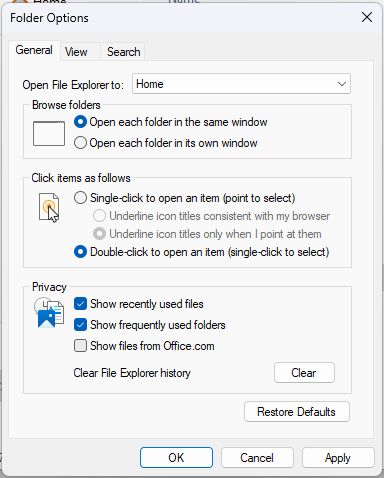 Folder Options
General View Search
Open File Explorer to: Home
Browse folders
Open each folder in the same window
Open each folder in its own window
Click items as follows
Single-click to open an item (point to select)
Underline icon titles consistent with my browser
Underline icon titles only when I point at them
Double-click to open an item (single-click to select)
Privacy
Show recently used files
Show frequently used folders
Show files from Office.com
Clear File Explorer history Clear
Restore Defaults
OK Cancel Apply